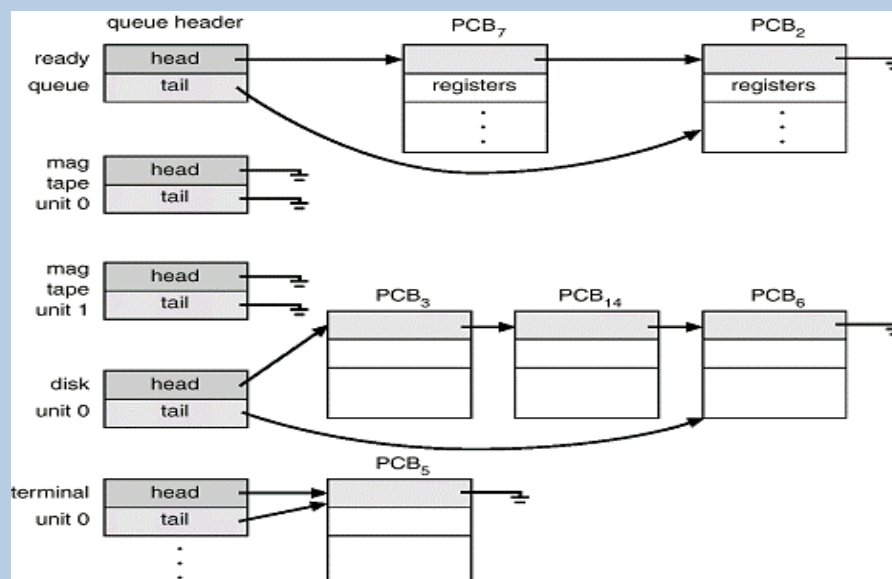 queue header
PCB7
PCB2
ready
queue
head
tail
registers
registers
mag
tape
unit 0
head
tail
mag
tape
unit 1
head
tail
PCB3
PCB14
PCB6
disk
unit 0
head
tail
PCB5
terminal
unit 0
head
tail